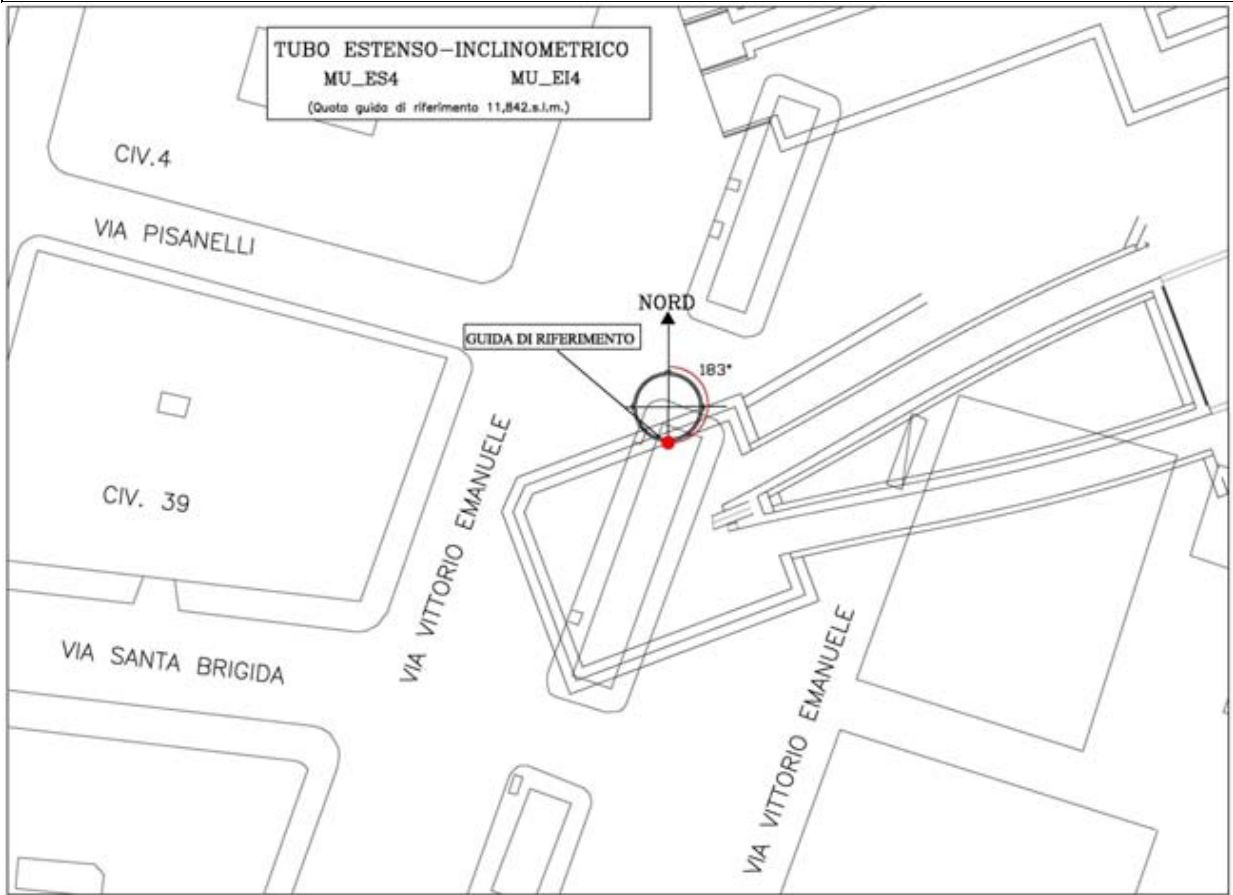 TUBO ESTENSO-INCLINOMETRICO
MU_ES4 MU_EI4
(Quota guida di riferimento 11,842.s.l.m.)
CIV.4
VIA PISANELLI
NORD
GUIDA DI RIFERIMENTO
183°
CIV. 39
VIA VITTORIO EMANUELE
VIA SANTA BRIGIDA
VIA VITTORIO EMANUELE